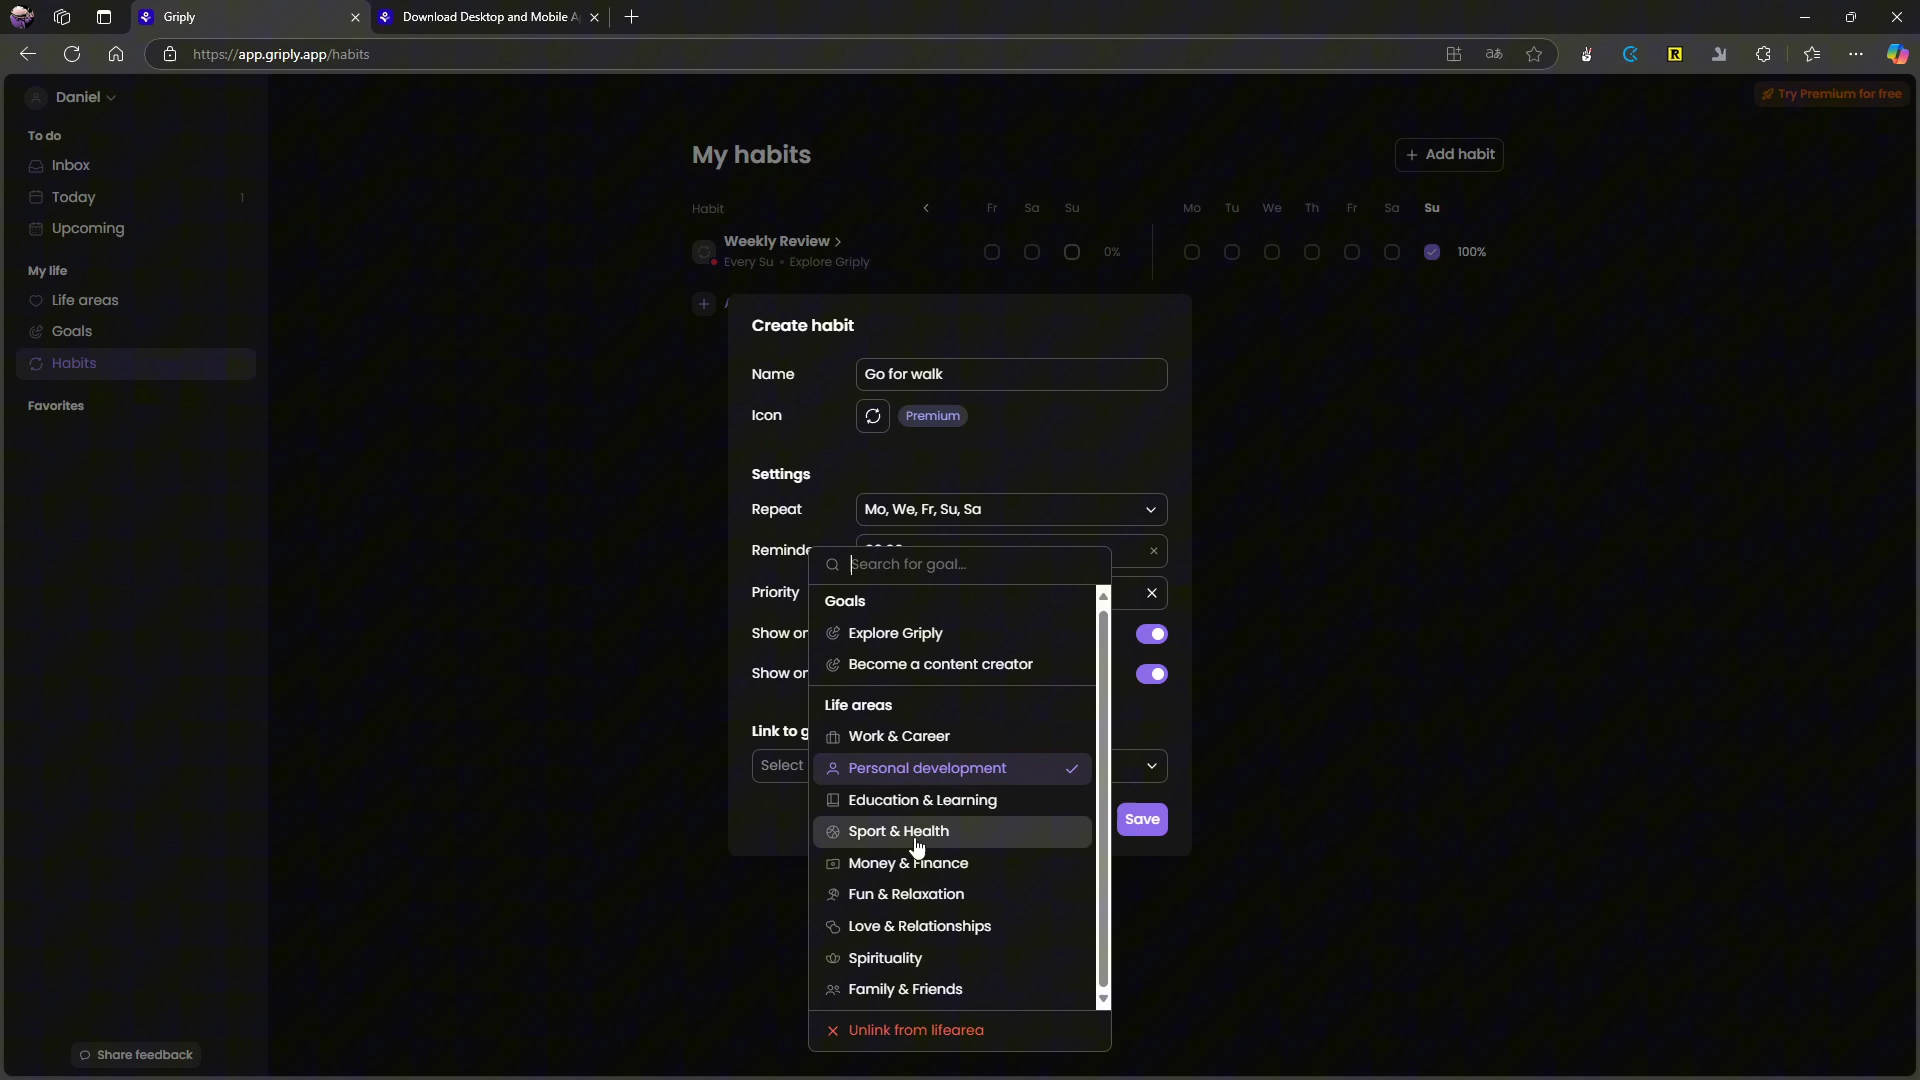 Griply
Download Desktop and Mobile A
https://app.griply.app/habits
Daniel
Try Premium for free
To do
Inbox
Today 1
Upcoming
My life
Life areas
Goals
Habits
Favorites
Share feedback
My habits
+ Add habit
Habit Fr Sa Su Mo Tu We Th Fr Sa Su
Weekly Review >
0% 100%
Every Su • Explore Griply
Create habit
Name Go for walk
Icon Premium
Settings
Repeat Mo, We, Fr, Su, Sa
Reminde
Search for goal...
Priority
Goals
Show or
Explore Griply
Become a content creator
Show or
Life areas
Link to g
Work & Career
Select
Personal development
Education & Learning
Save
Sport & Health
Money & Finance
Fun & Relaxation
Love & Relationships
Spirituality
Family & Friends
Unlink from lifearea